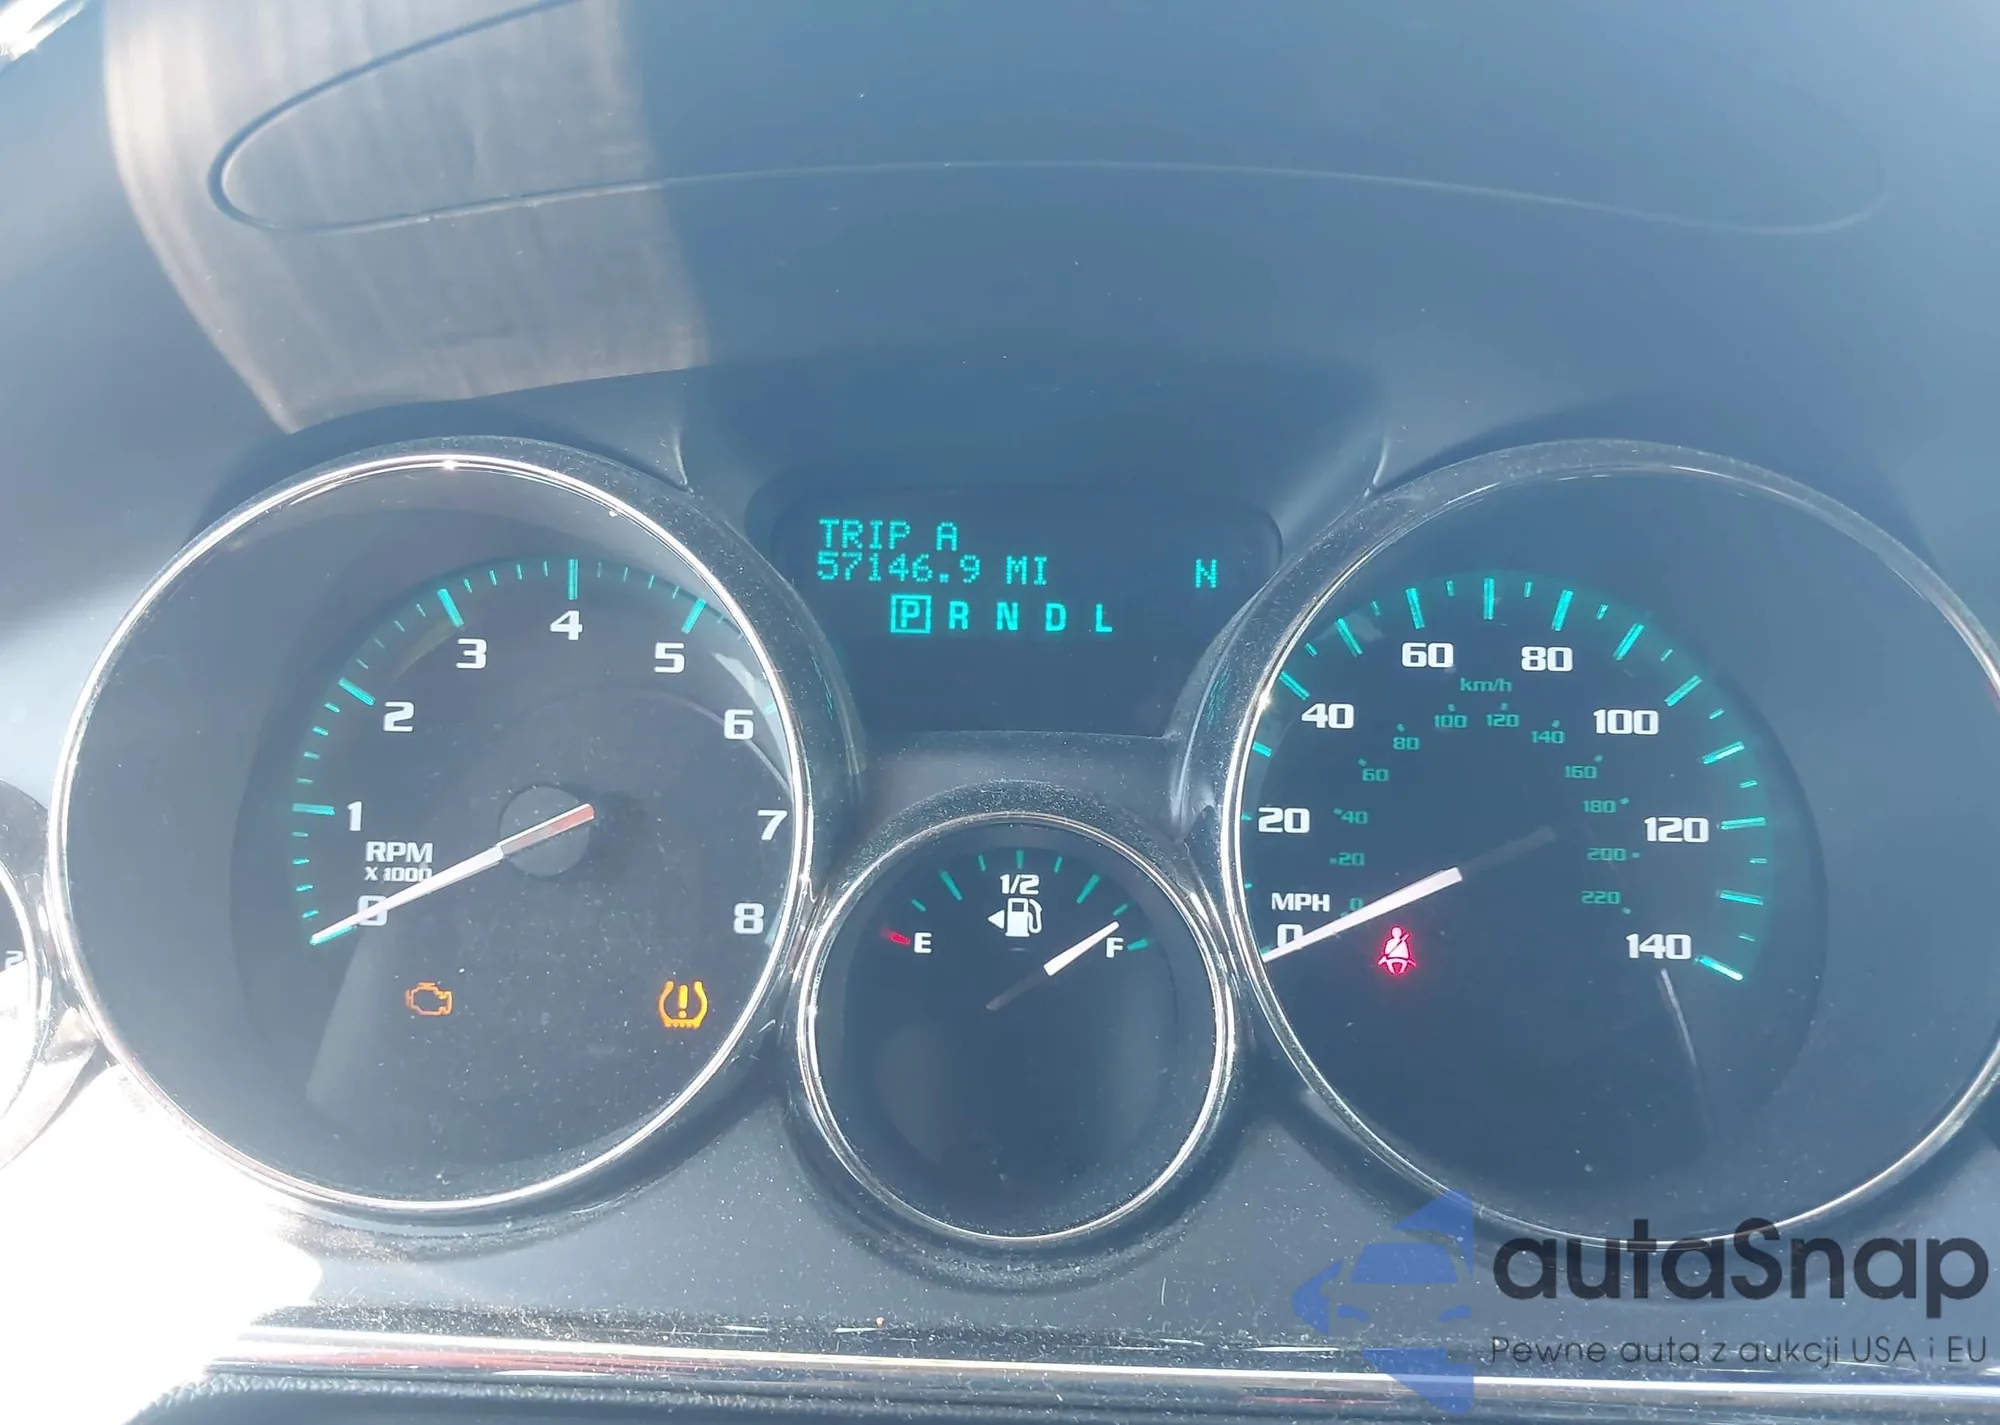 TRIP A
57146.9 MI N
P R N D L
0 1 2 3 4 5 6 7 8
RPM
X 1000
E 1/2 F
0 20 40 60 80 100 120 140
MPH
km/h
0 20 40 60 80 100 120 140 160 180 200 220
2
autaSnap
Pewne auta z aukcji USA i EU